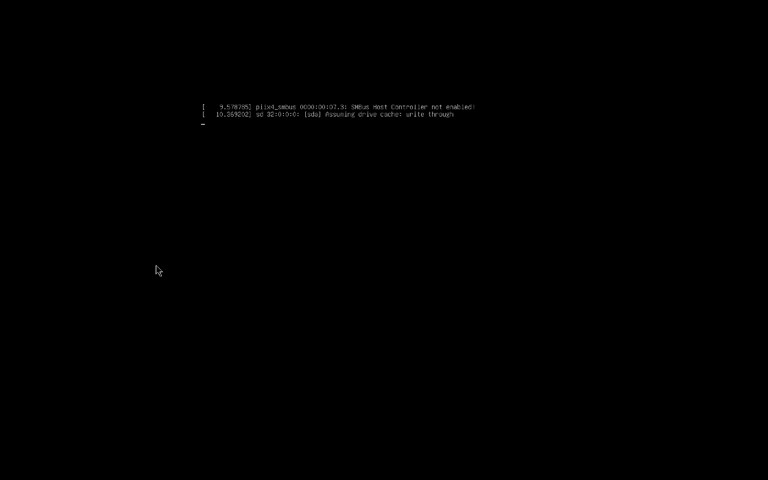 [    9.578785] piix4_smbus 0000:00:07.3: SMBus Host Controller not enabled!
[   10.369202] sd 32:0:0:0: [sda] Assuming drive cache: write through